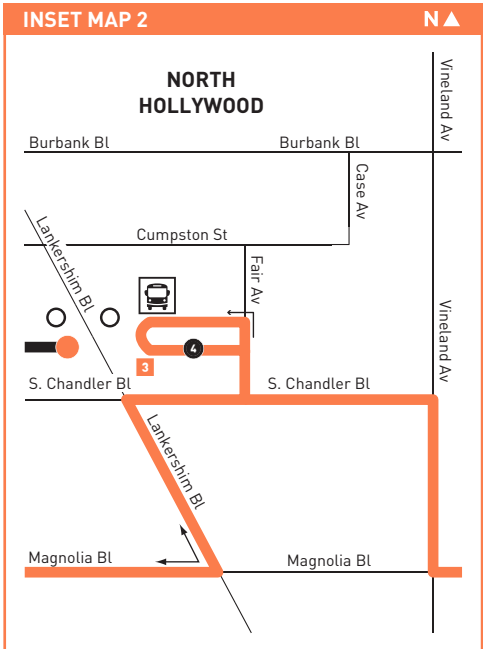 INSET MAP 2
N
NORTH
HOLLYWOOD
Vineland Av
Burbank Bl
Burbank Bl
Case Av
Lankershim Bl
Cumpston St
Fair Av
Vineland Av
4
3
S. Chandler Bl
S. Chandler Bl
Lankershim Bl
Magnolia Bl
Magnolia Bl